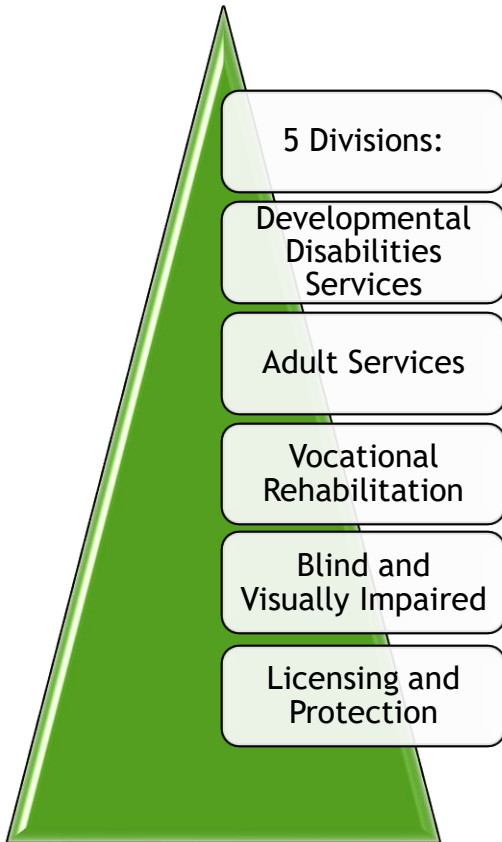 5 Divisions:
Developmental
Disabilities
Services
Adult Services
Vocational
Rehabilitation
Blind and
Visually Impaired
Licensing and
Protection